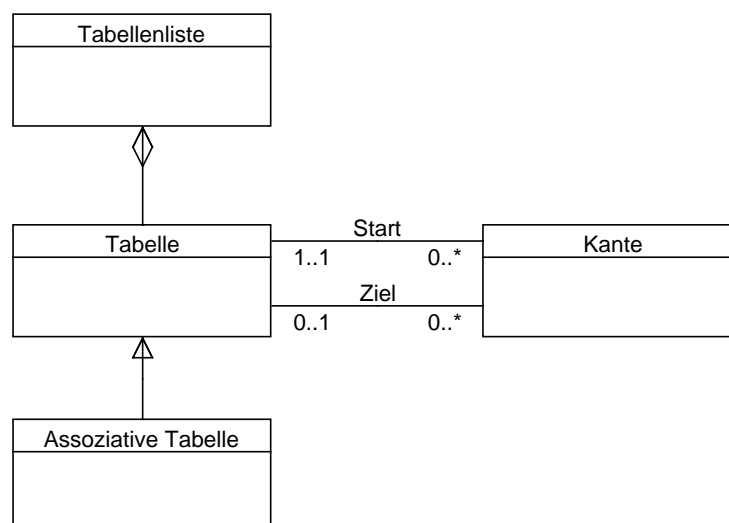 Tabellenliste
Tabelle
Start
1..1
0..*
Kante
Ziel
0..1
0..*
Assoziative Tabelle